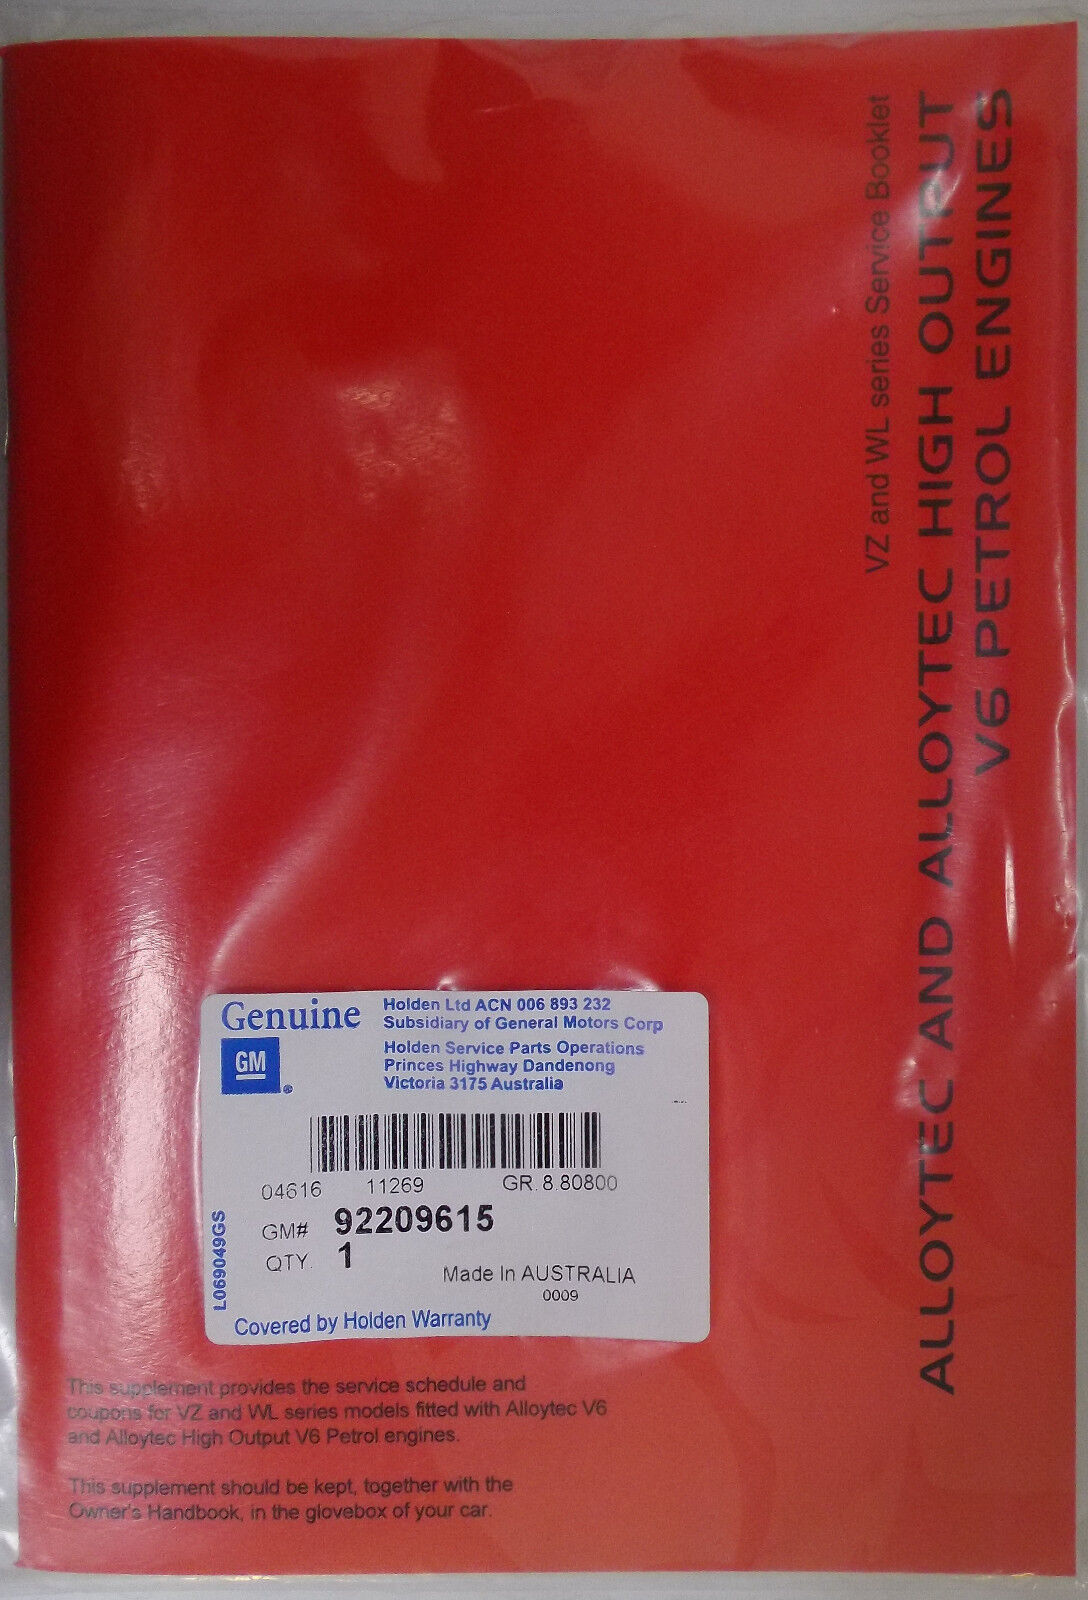 VZ and WL series Service Booklet
ALLOYTEC AND ALLOYTEC HIGH OUTPUT
V6 PETROL ENGINES
Genuine
GM
Holden Ltd ACN 006 893 232
Subsidiary of General Motors Corp
Holden Service Parts Operations
Princes Highway Dandenong
Victoria 3175 Australia
04616 11269 GR. 8.80800
GM# 92209615
QTY. 1
Made In AUSTRALIA
0009
L069049GS
Covered by Holden Warranty
This supplement provides the service schedule and
coupons for VZ and WL series models fitted with Alloytec V6
and Alloytec High Output V6 Petrol engines.
This supplement should be kept, together with the
Owner's Handbook, in the glovebox of your car.